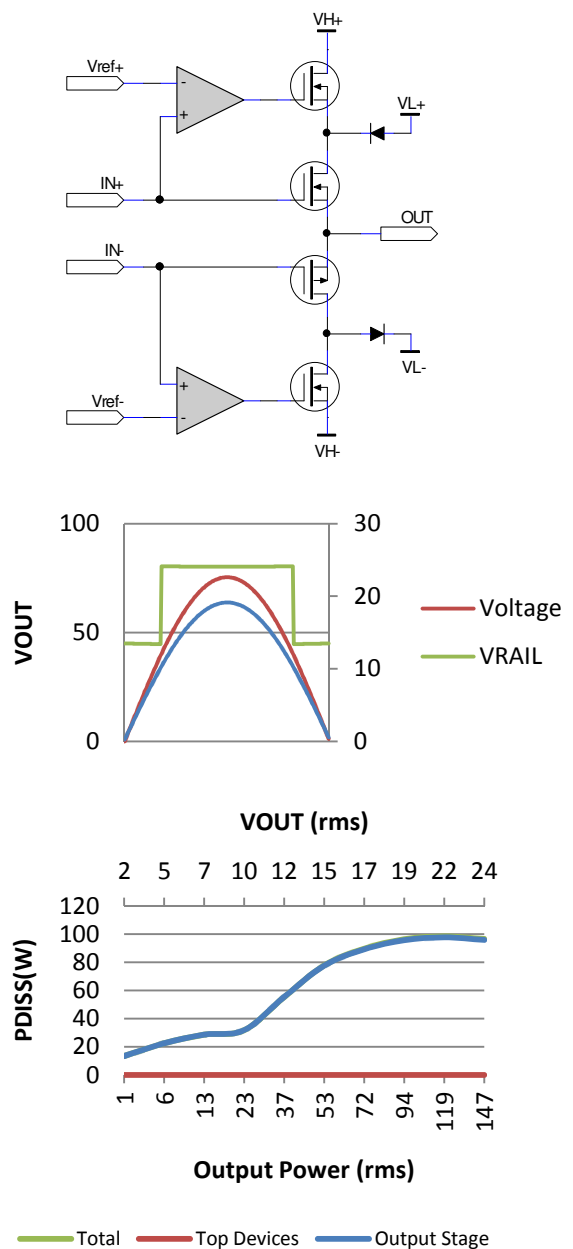 VH+
Vref+
-
VL+
+
IN+
OUT
IN-
+
VL-
Vref-
-
VH-
100 30
20
50
10
0 0
VOUT
Voltage
VRAIL
VOUT (rms)
2 5 7 10 12 15 17 19 22 24
120
100
80
60
40
20
0
PDISS(W)
1 6 13 23 37 53 72 94 119 147
Output Power (rms)
Total Top Devices Output Stage